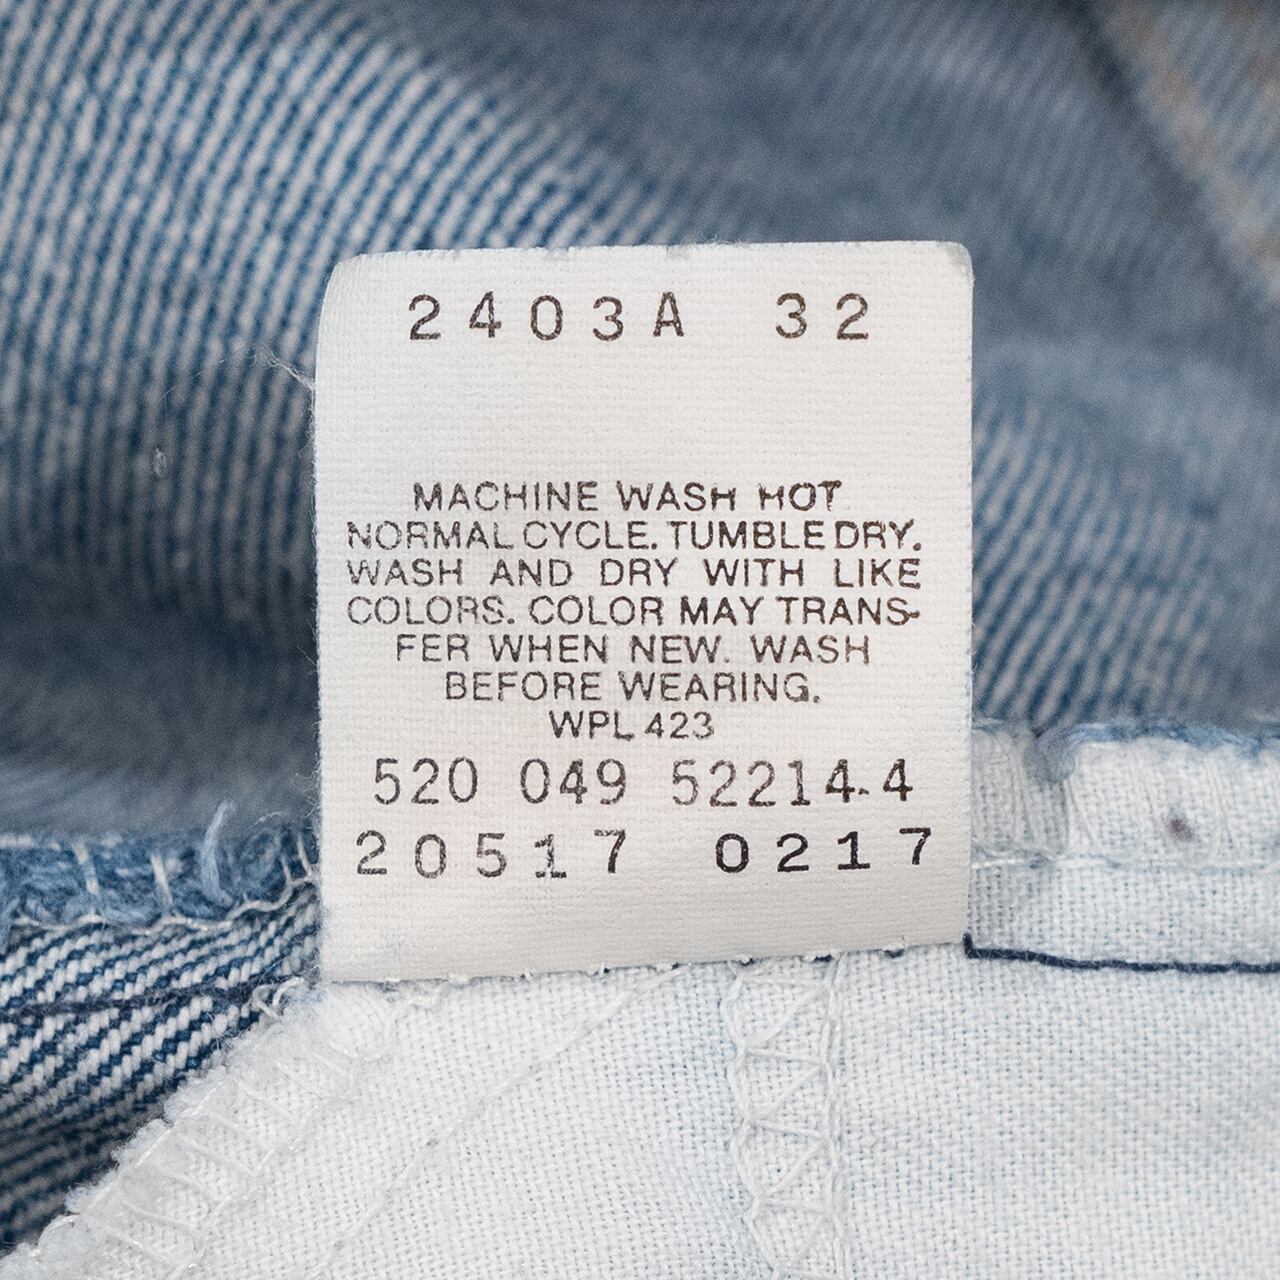 2403A 32
MACHINE WASH HOT
NORMAL CYCLE. TUMBLE DRY.
WASH AND DRY WITH LIKE
COLORS. COLOR MAY TRANS-
FER WHEN NEW. WASH
BEFORE WEARING.
WPL 423
520 049 52214.4
20517 0217